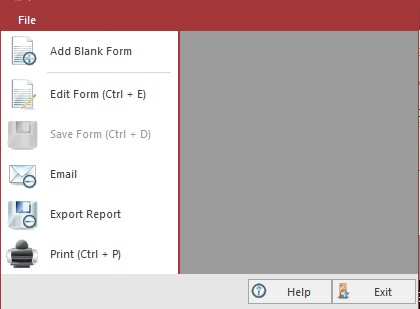 File
Add Blank Form
Edit Form (Ctrl + E)
Save Form (Ctrl + D)
Email
Export Report
Print (Ctrl + P)
Help
Exit